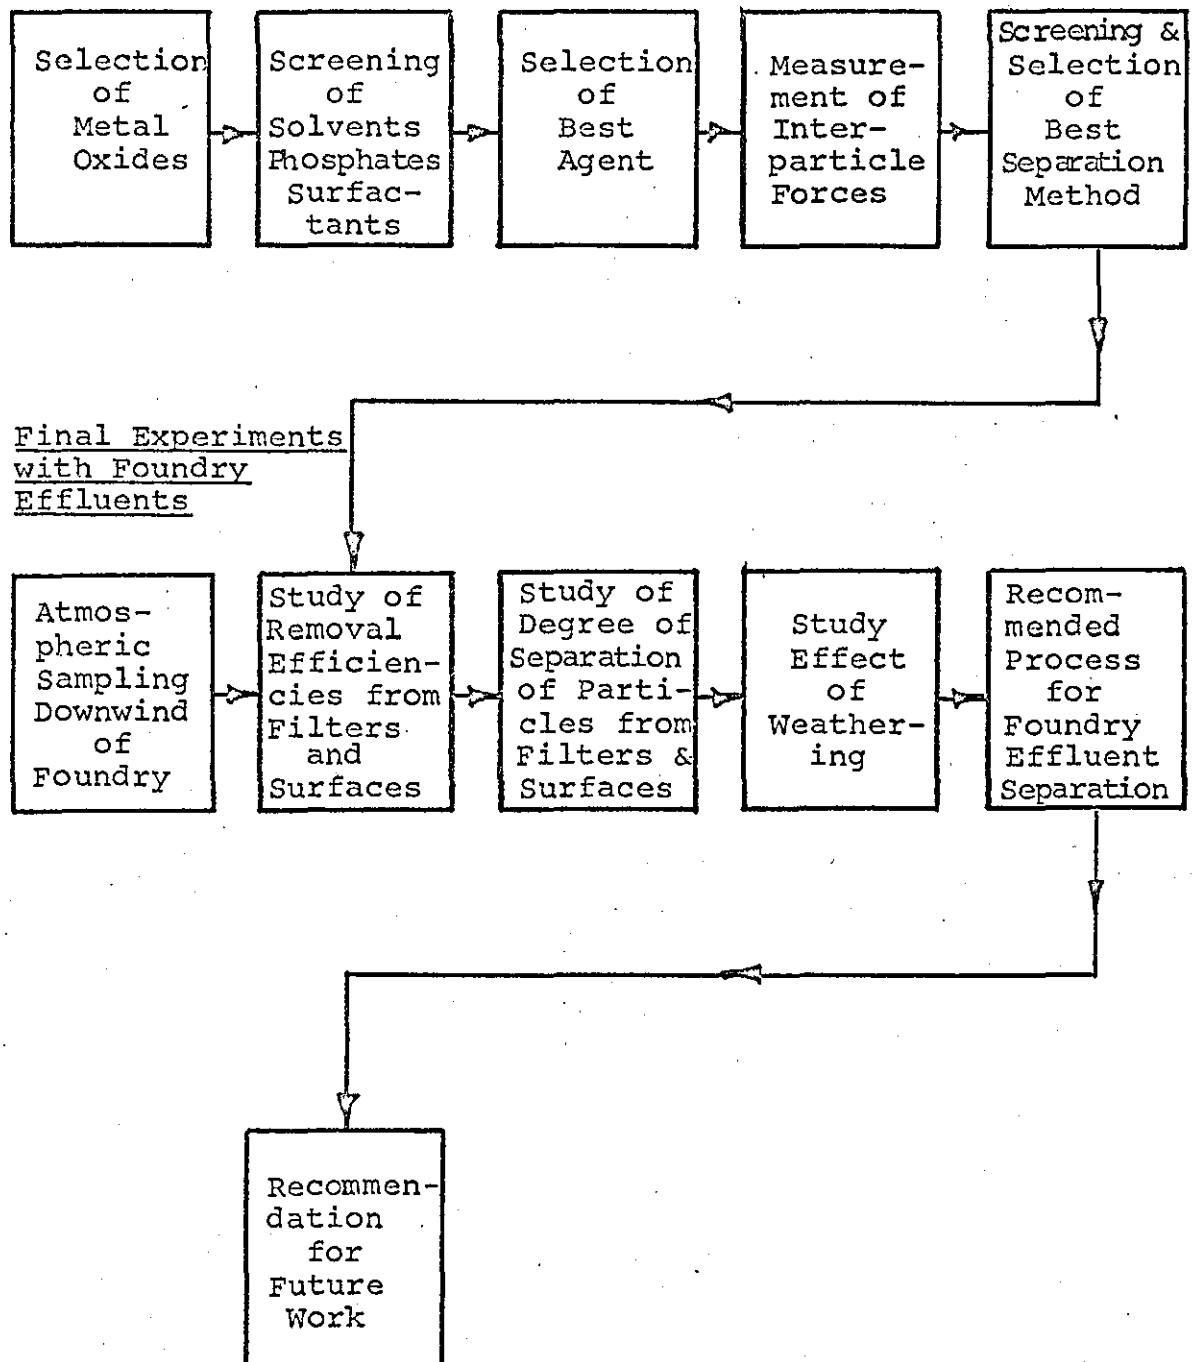 Selection
of
Metal
Oxides
Screening
of
Solvents
Phosphates
Surfac-
tants
Selection
of
Best
Agent
Measure-
ment of
Inter-
particle
Forces
Screening &
Selection
of
Best
Separation
Method
Final Experiments
with Foundry
Effluents
Atmos-
pheric
Sampling
Downwind
of
Foundry
Study of
Removal
Efficien-
cies from
Filters
and
Surfaces
Study of
Degree of
Separation
of Parti-
cles from
Filters &
Surfaces
Study
Effect
of
Weather-
ing
Recom-
mended
Process
for
Foundry
Effluent
Separation
Recommen-
dation
for
Future
Work